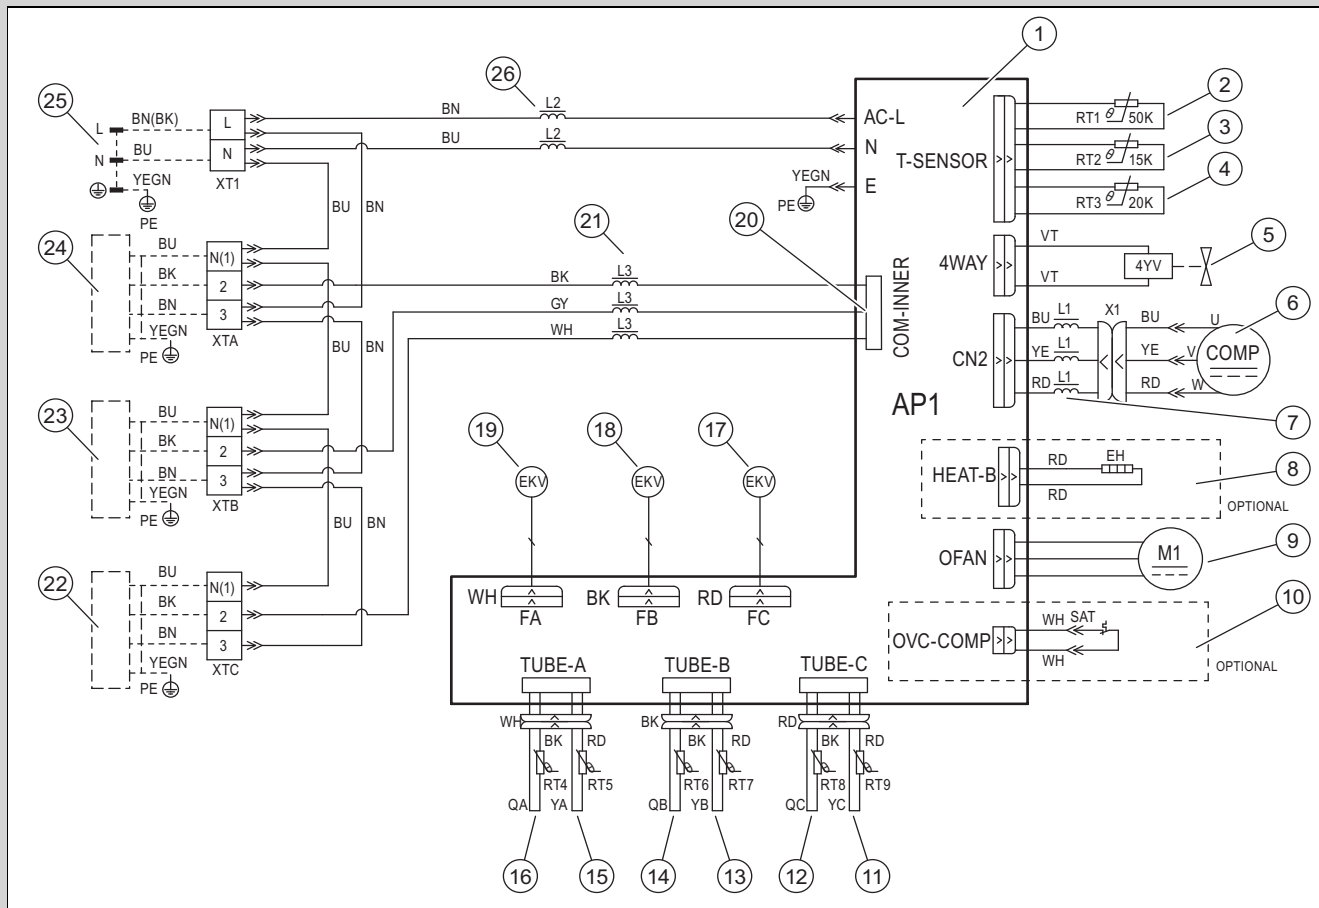 1
26
25
L2
2
BN(BK)
BN
AC-L
L
L
RT1 θ 50K
BU
L2
3
N
N
BU
N
T-SENSOR
RT2 θ 15K
YEGN
XT1
YEGN
E
4
PE
PE
RT3 θ 20K
BU
BN
21
20
24
BU
VT
5
N(1)
4WAY
4YV
BK
L3
2
BK
VT
BN
GY
L3
3
COM-INNER
BU
L1
X1
BU
U
6
YEGN
WH
L3
PE
XTA
BU
BN
CN2
YE
L1
YE
V
COMP
RD
L1
RD
W
AP1
23
BU
N(1)
19
18
17
7
BK
2
HEAT-B
RD
EH
8
BN
3
EKV
EKV
EKV
RD
YEGN
XTB
OPTIONAL
PE
BU
BN
OFAN
M1
9
22
BU
N(1)
WH
FA
BK
FB
RD
FC
10
BK
2
WH
SAT
BN
3
OVC-COMP
WH
YEGN
XTC
OPTIONAL
PE
TUBE-A
TUBE-B
TUBE-C
WH
BK
RD
BK
RD
BK
RD
BK
RD
RT4
RT5
RT6
RT7
RT8
RT9
QA
YA
QB
YB
QC
YC
16
15
14
13
12
11